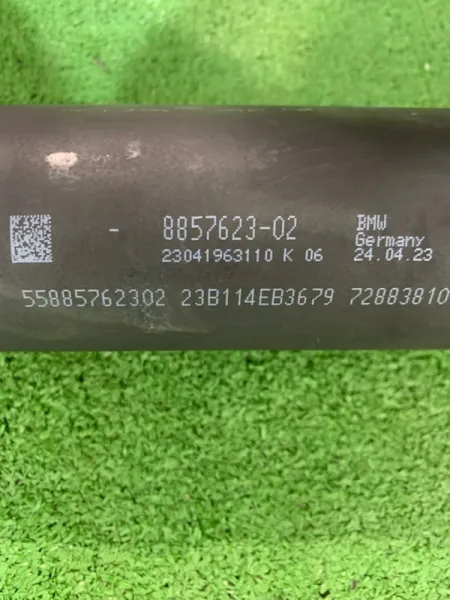 - 8857623-02 BMW
Germany
23041963110 K 06 24.04.23
55885762302 23B114EB3679 72883810